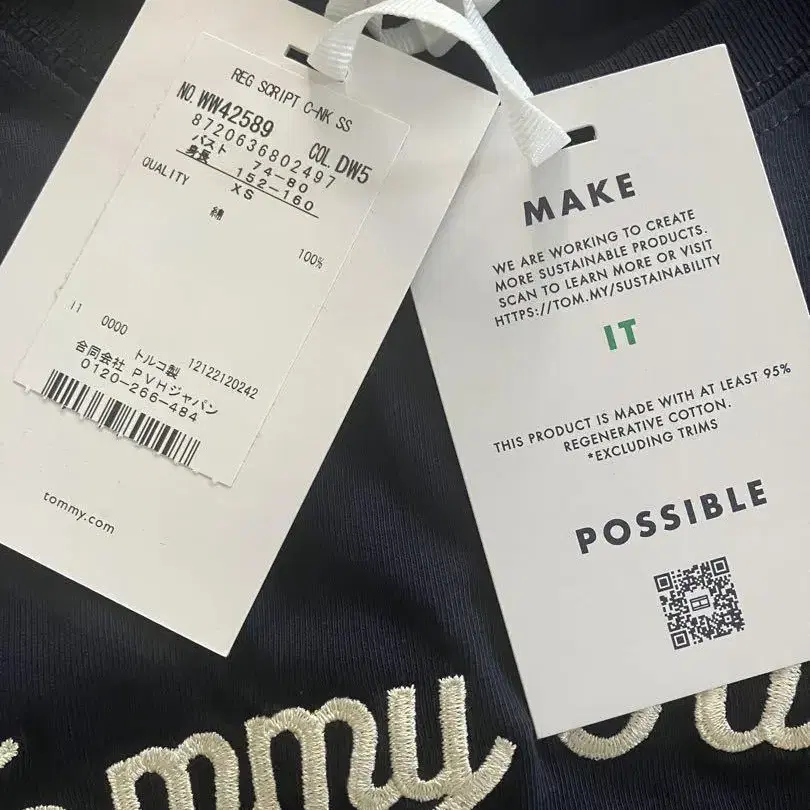 REG SCRIPT C-NK SS
NO. WW42589 COL. DW5
8720636802497
バスト 74-80
身長 152-160
QUALITY XS
綿 100%
11 0000
トルコ製 12122120242
合同会社 PVHジャパン
0120-266-484
tommy.com
MAKE
WE ARE WORKING TO CREATE
MORE SUSTAINABLE PRODUCTS.
SCAN TO LEARN MORE OR VISIT
HTTPS://TOM.MY/SUSTAINABILITY
IT
THIS PRODUCT IS MADE WITH AT LEAST 95%
REGENERATIVE COTTON.
*EXCLUDING TRIMS
POSSIBLE
Tommy